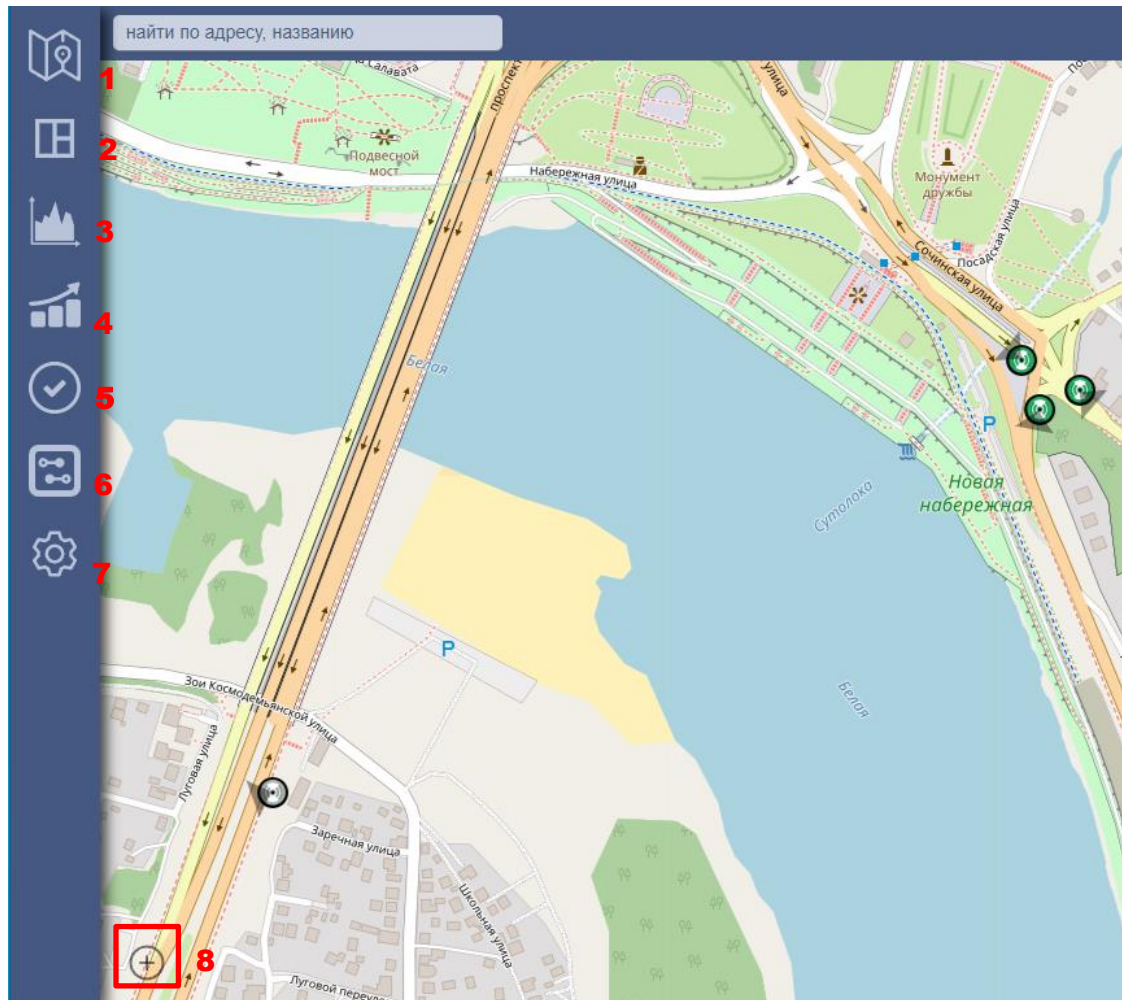 найти по адресу, названию
1
Салавата
проспект
улица
2
Подвесной
мост
Набережная улица
Монумент
дружбы
3
Посадская улица
Сочинская улица
4
Белая
5
P
6
Новая
набережная
Сутолока
7
P
Зои Космодемьянской улица
Белая
Луговая улица
Заречная улица
Школьная улица
8
Луговой переуло